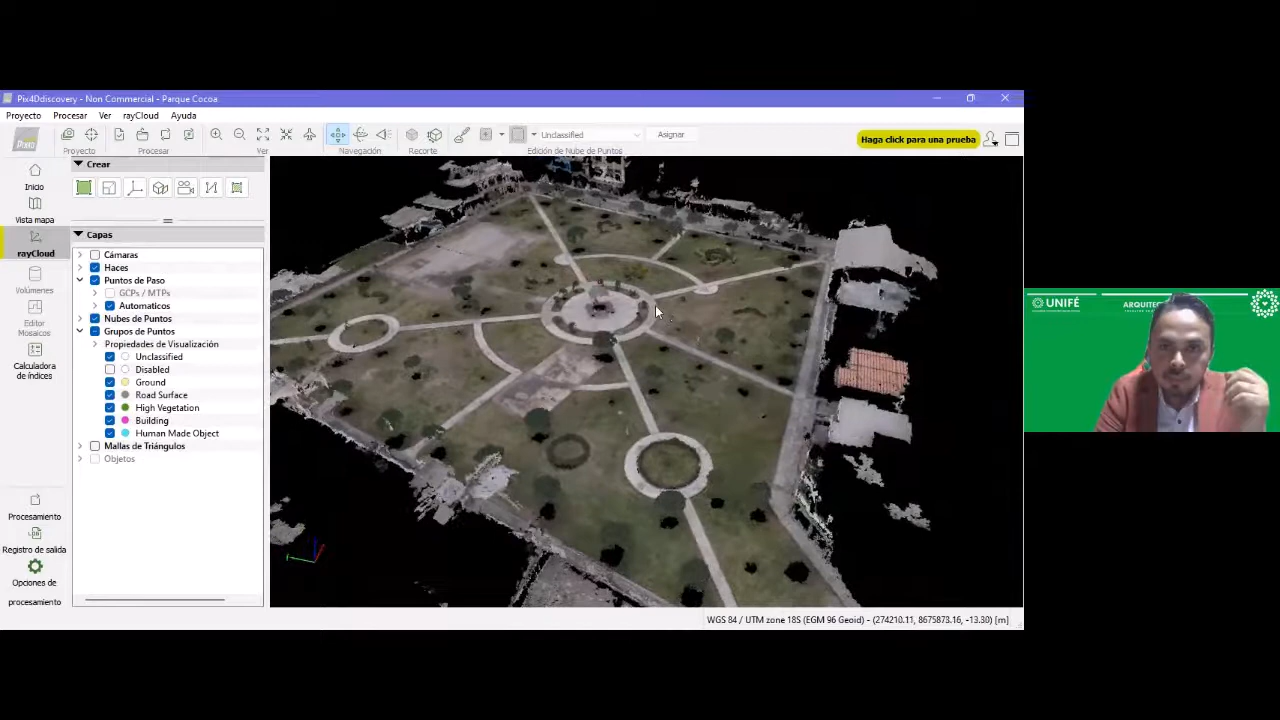 Pix4Ddiscovery - Non Commercial - Parque Cocoa
Proyecto Procesar Ver rayCloud Ayuda
Unclassified Asignar
Haga click para una prueba
Proyecto Procesar Ver Navegación Recorte Edición de Nube de Puntos
Inicio
Vista mapa
rayCloud
Volúmenes
Editor
Mosaicos
Calculadora
de índices
Procesamiento
Registro de salida
Opciones de
procesamiento
Crear
Capas
Cámaras
Haces
Puntos de Paso
GCPs / MTPs
Automaticos
Nubes de Puntos
Grupos de Puntos
Propiedades de Visualización
Unclassified
Disabled
Ground
Road Surface
High Vegetation
Building
Human Made Object
Mallas de Triángulos
Objetos
WGS 84 / UTM zone 18S (EGM 96 Geoid) - (274210.11, 8675873.16, -13.30) [m]
UNIFÉ